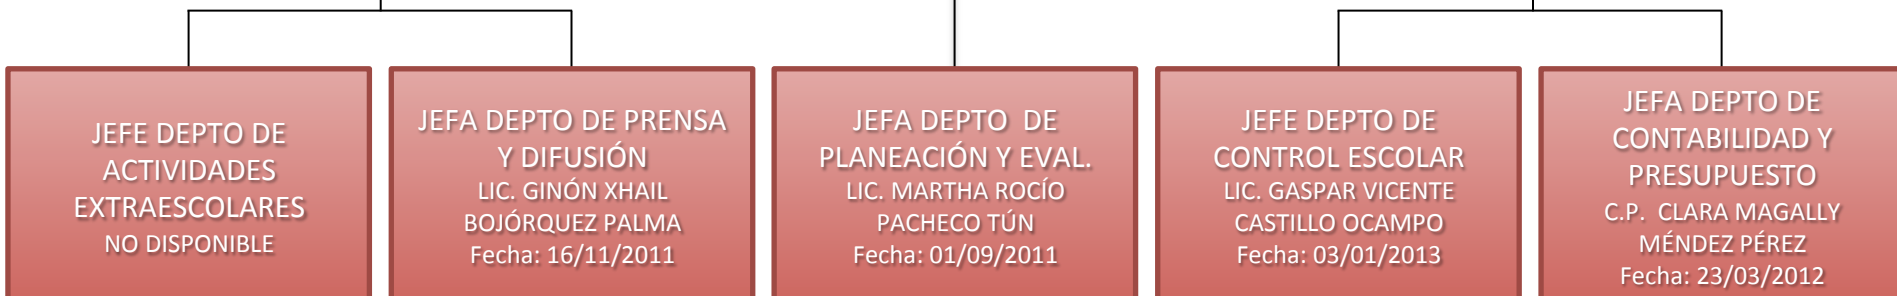 JEFE DEPTO DE
ACTIVIDADES
EXTRAESCOLARES
NO DISPONIBLE
JEFA DEPTO DE PRENSA
Y DIFUSIÓN
LIC. GINÓN XHAIL
BOJÓRQUEZ PALMA
Fecha: 16/11/2011
JEFA DEPTO  DE
PLANEACIÓN Y EVAL.
LIC. MARTHA ROCÍO
PACHECO TÚN
Fecha: 01/09/2011
JEFE DEPTO DE
CONTROL ESCOLAR
LIC. GASPAR VICENTE
CASTILLO OCAMPO
Fecha: 03/01/2013
JEFA DEPTO DE
CONTABILIDAD Y
PRESUPUESTO
C.P.  CLARA MAGALLY
MÉNDEZ PÉREZ
Fecha: 23/03/2012